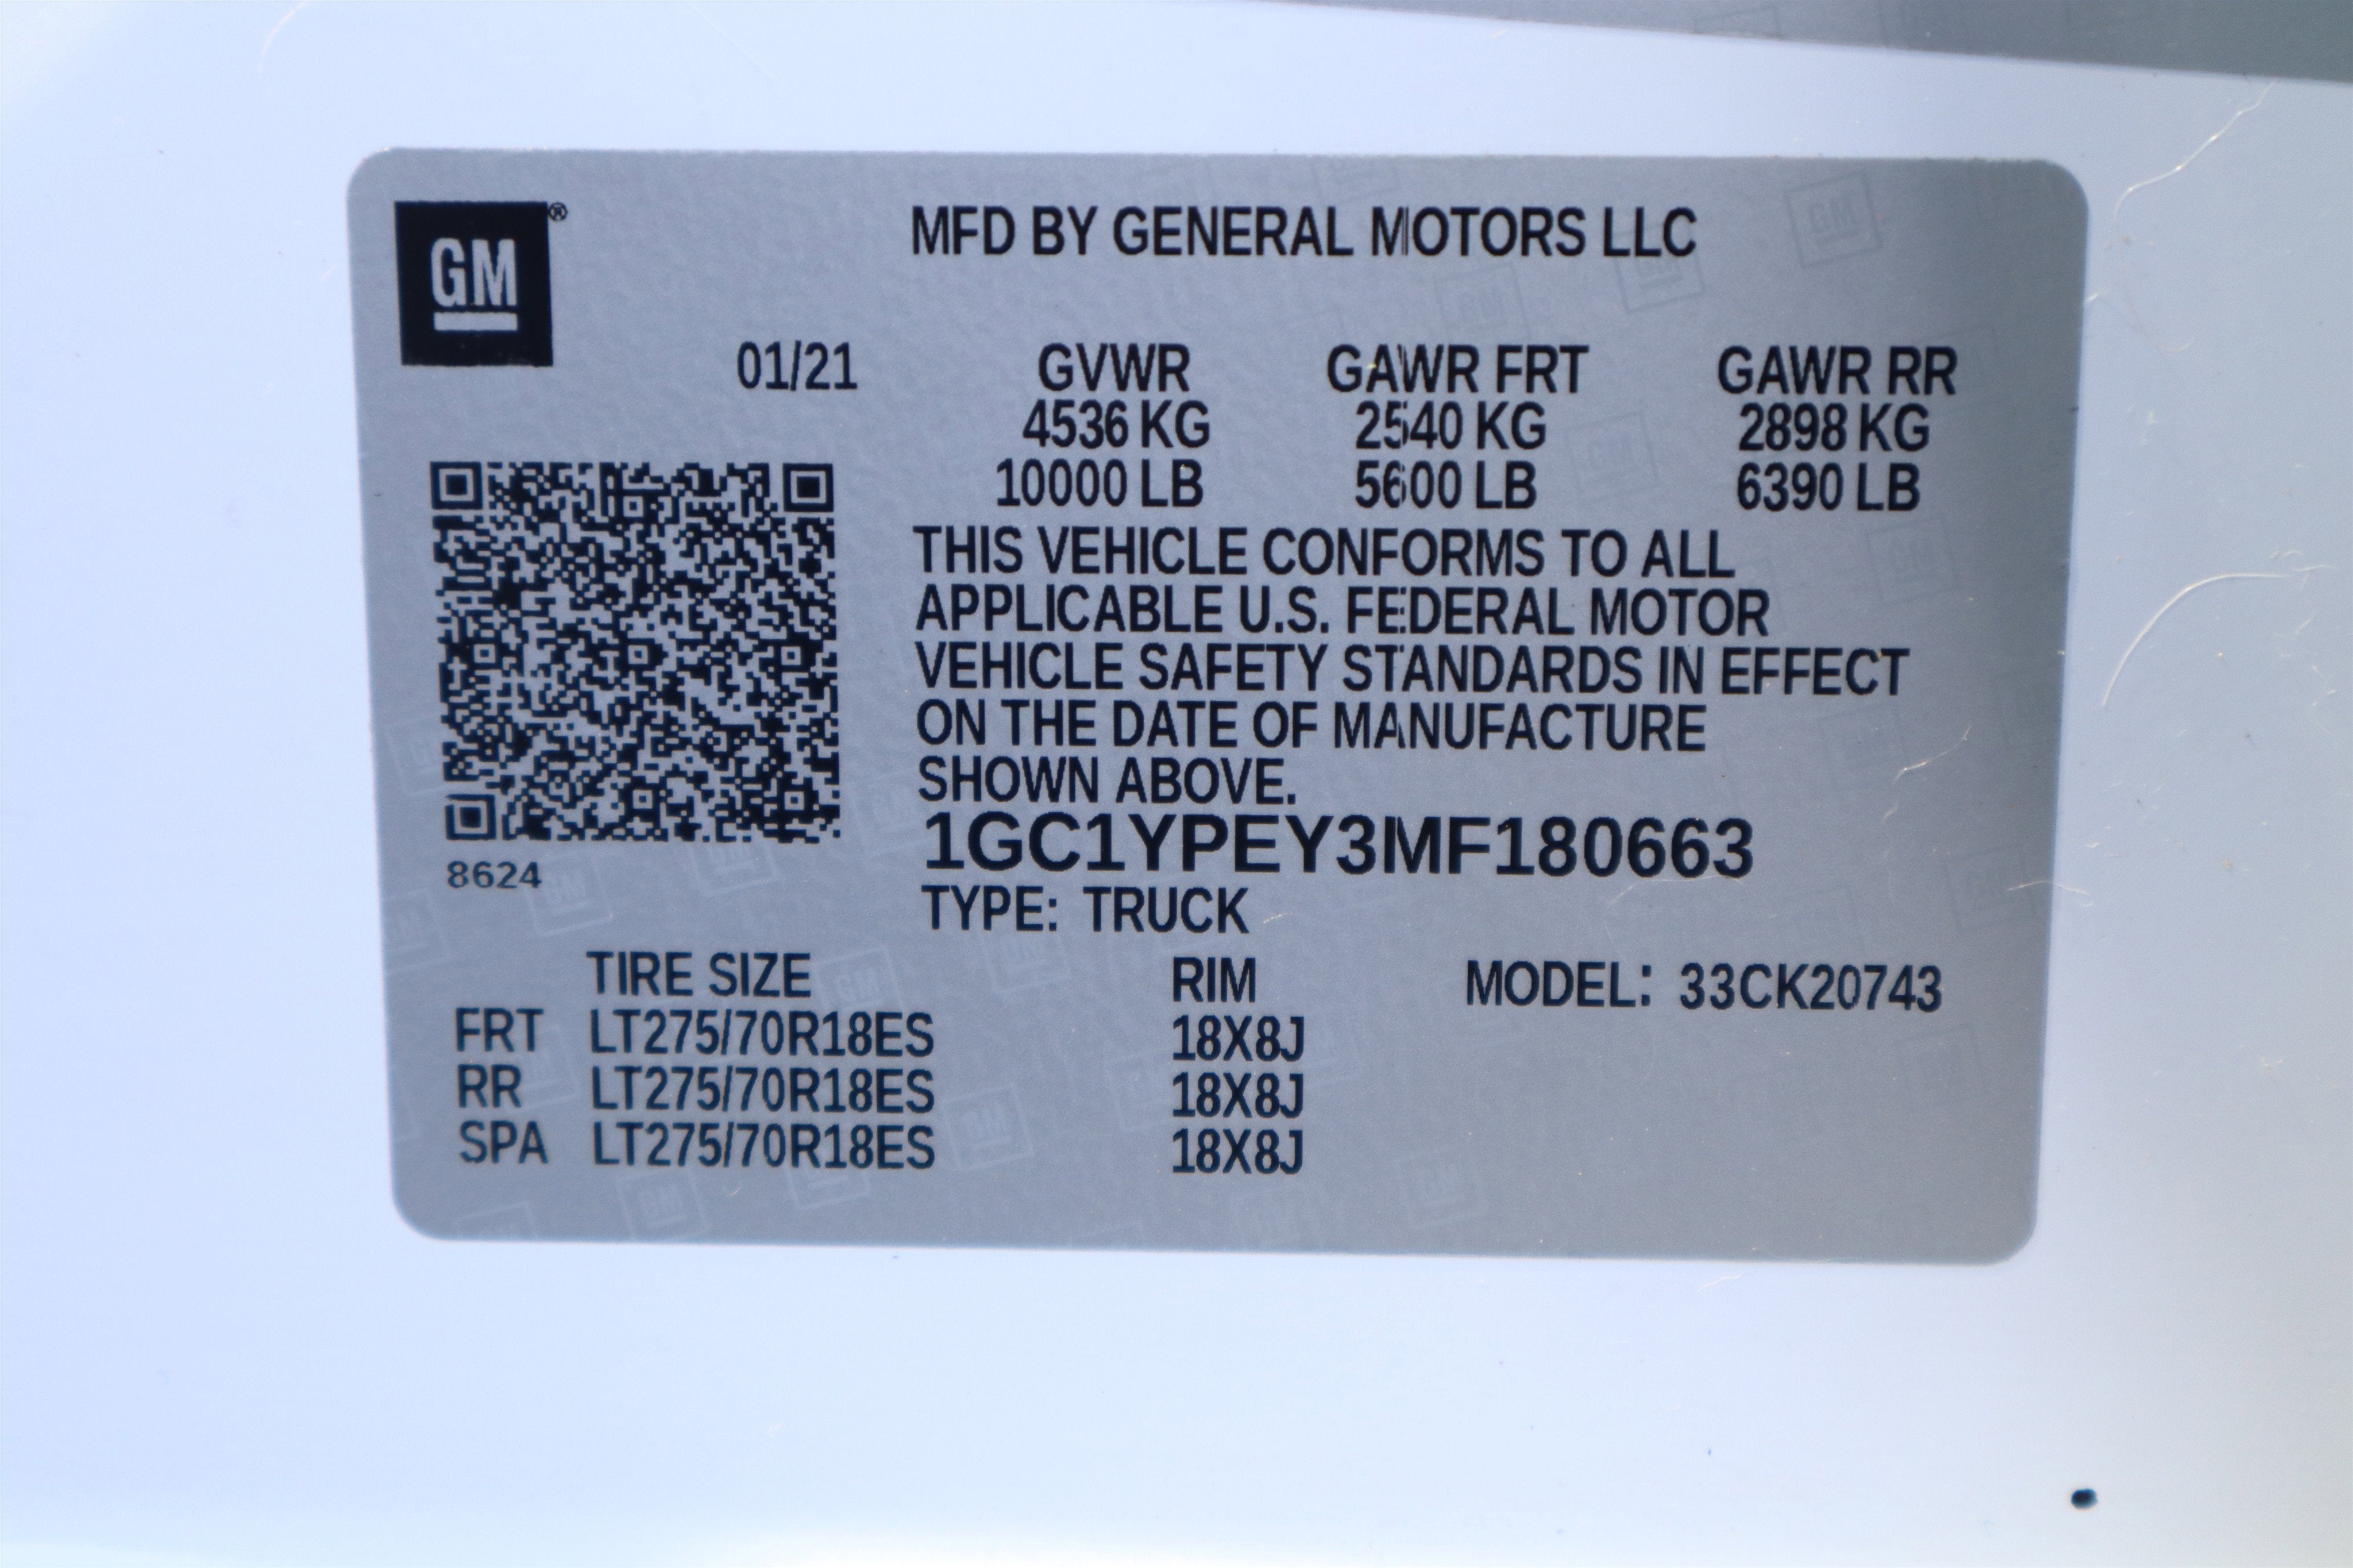 GM®
MFD BY GENERAL MOTORS LLC
01/21 GVWR GAWR FRT GAWR RR
4536 KG 2540 KG 2898 KG
10000 LB 5600 LB 6390 LB
THIS VEHICLE CONFORMS TO ALL
APPLICABLE U.S. FEDERAL MOTOR
VEHICLE SAFETY STANDARDS IN EFFECT
ON THE DATE OF MANUFACTURE
SHOWN ABOVE.
1GC1YPEY3MF180663
8624
TYPE: TRUCK
TIRE SIZE RIM MODEL: 33CK20743
FRT LT275/70R18ES 18X8J
RR LT275/70R18ES 18X8J
SPA LT275/70R18ES 18X8J